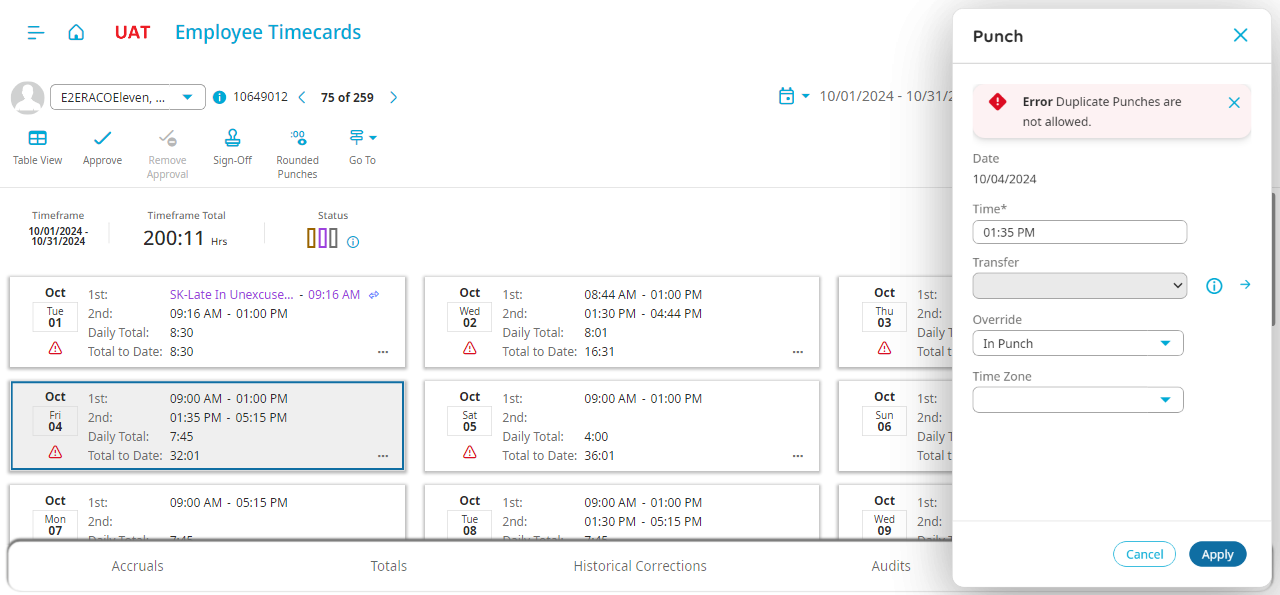 UAT Employee Timecards
E2ERACOEleven, ... 10649012 75 of 259 10/01/2024 - 10/31/2
Table View
Approve
Remove
Approval
Sign-Off
:00
Rounded
Punches
Go To
Timeframe
10/01/2024 -
10/31/2024
Timeframe Total
200:11 Hrs
Status
Oct
Tue
01
1st: SK-Late In Unexcuse... - 09:16 AM
2nd: 09:16 AM - 01:00 PM
Daily Total: 8:30
Total to Date: 8:30
...
Oct
Wed
02
1st: 08:44 AM - 01:00 PM
2nd: 01:30 PM - 04:44 PM
Daily Total: 8:01
Total to Date: 16:31
...
Oct
Thu
03
1st:
2nd:
Daily T
Total t
Oct
Fri
04
1st: 09:00 AM - 01:00 PM
2nd: 01:35 PM - 05:15 PM
Daily Total: 7:45
Total to Date: 32:01
...
Oct
Sat
05
1st: 09:00 AM - 01:00 PM
2nd:
Daily Total: 4:00
Total to Date: 36:01
...
Oct
Sun
06
1st:
2nd:
Daily T
Total t
Oct
Mon
07
1st: 09:00 AM - 05:15 PM
2nd:
Daily Total: 7:45
Oct
Tue
08
1st: 09:00 AM - 01:00 PM
2nd: 01:30 PM - 05:15 PM
Daily Total: 7:45
Oct
Wed
09
1st:
2nd:
Daily T
Accruals
Totals
Historical Corrections
Audits
Punch
Error Duplicate Punches are
not allowed.
Date
10/04/2024
Time*
01:35 PM
Transfer
Override
In Punch
Time Zone
Cancel
Apply